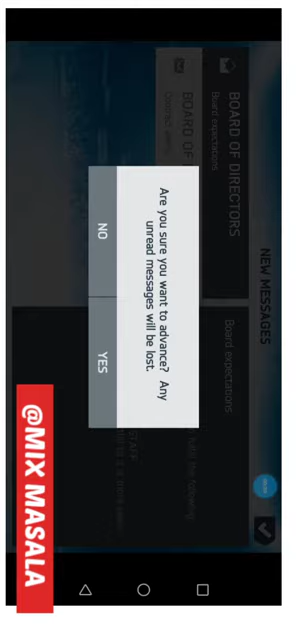 NEW MESSAGES
BOARD OF DIRECTORS
Board expectations
BOARD OF
Board expectations
Are you sure you want to advance? Any
unread messages will be lost.
NO
YES
@MIX MASALA